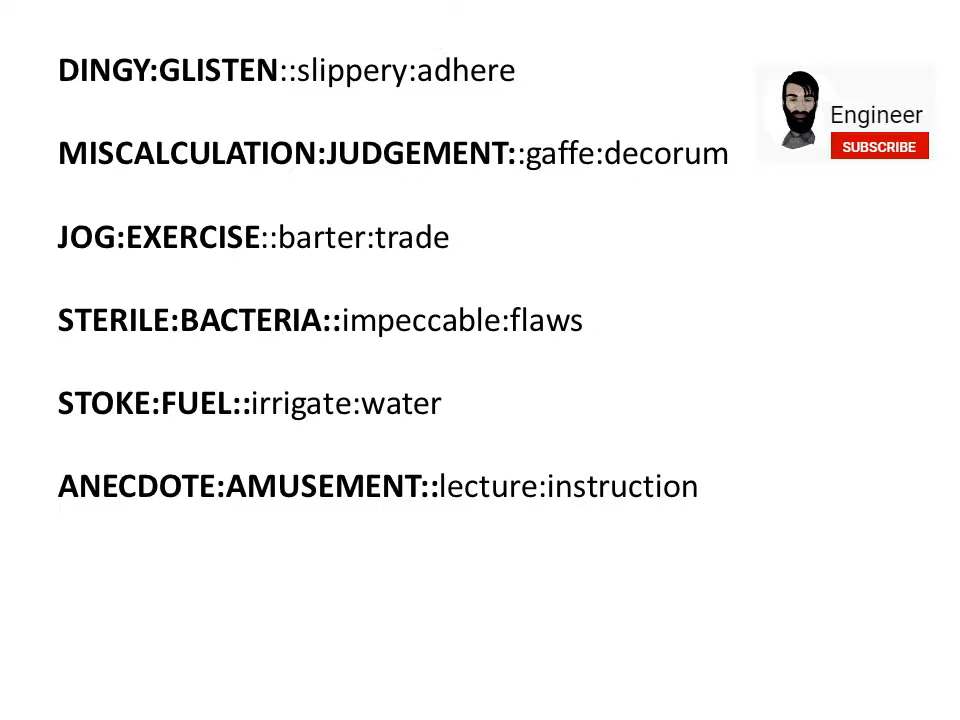 DINGY:GLISTEN::slippery:adhere
Engineer
SUBSCRIBE
MISCALCULATION:JUDGEMENT::gaffe:decorum
JOG:EXERCISE::barter:trade
STERILE:BACTERIA::impeccable:flaws
STOKE:FUEL::irrigate:water
ANECDOTE:AMUSEMENT::lecture:instruction